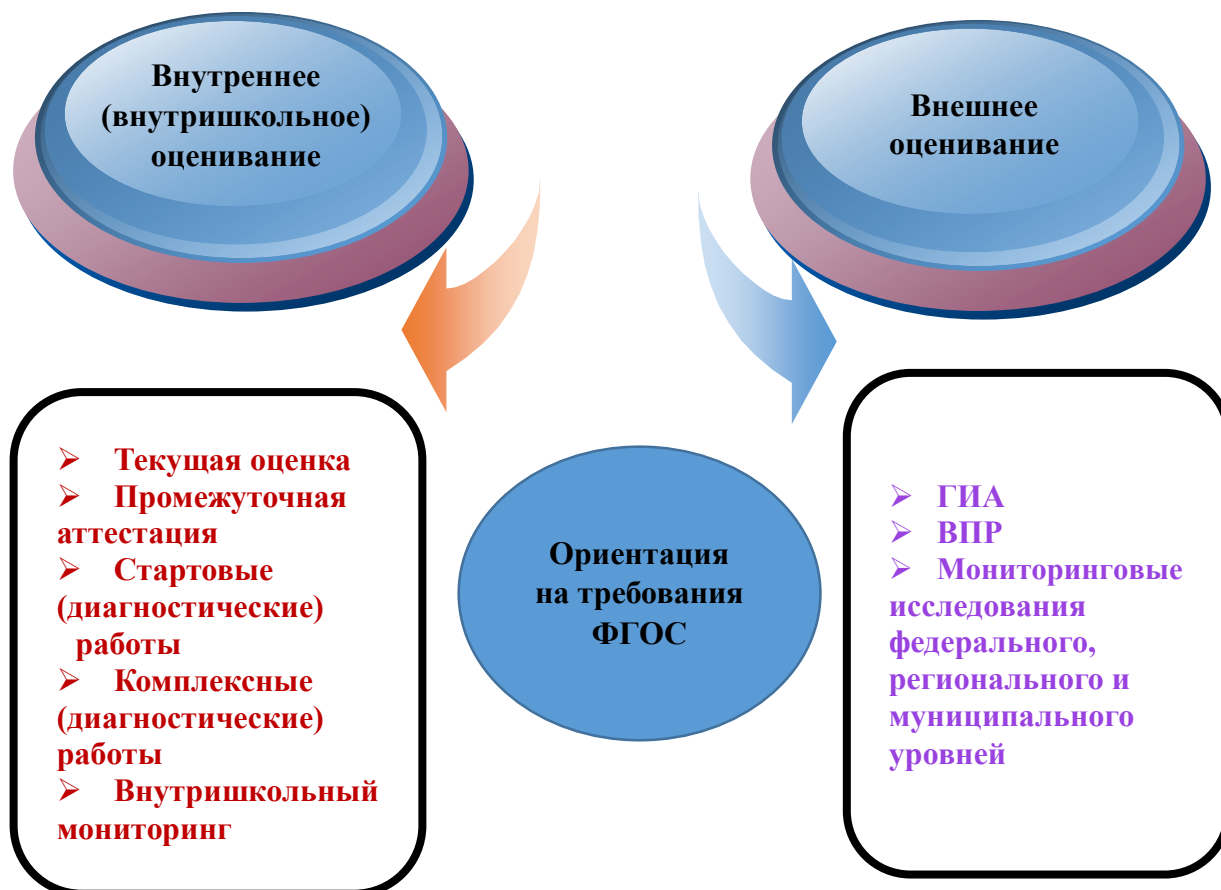 Внутреннее
(внутришкольное)
оценивание
Внешнее
оценивание
➢ Текущая оценка
➢ Промежуточная
аттестация
➢ Стартовые
(диагностические)
работы
➢ Комплексные
(диагностические)
работы
➢ Внутришкольный
мониторинг
Ориентация
на требования
ФГОС
➢ ГИА
➢ ВПР
➢ Мониторинговые
исследования
федерального,
регионального и
муниципального
уровней